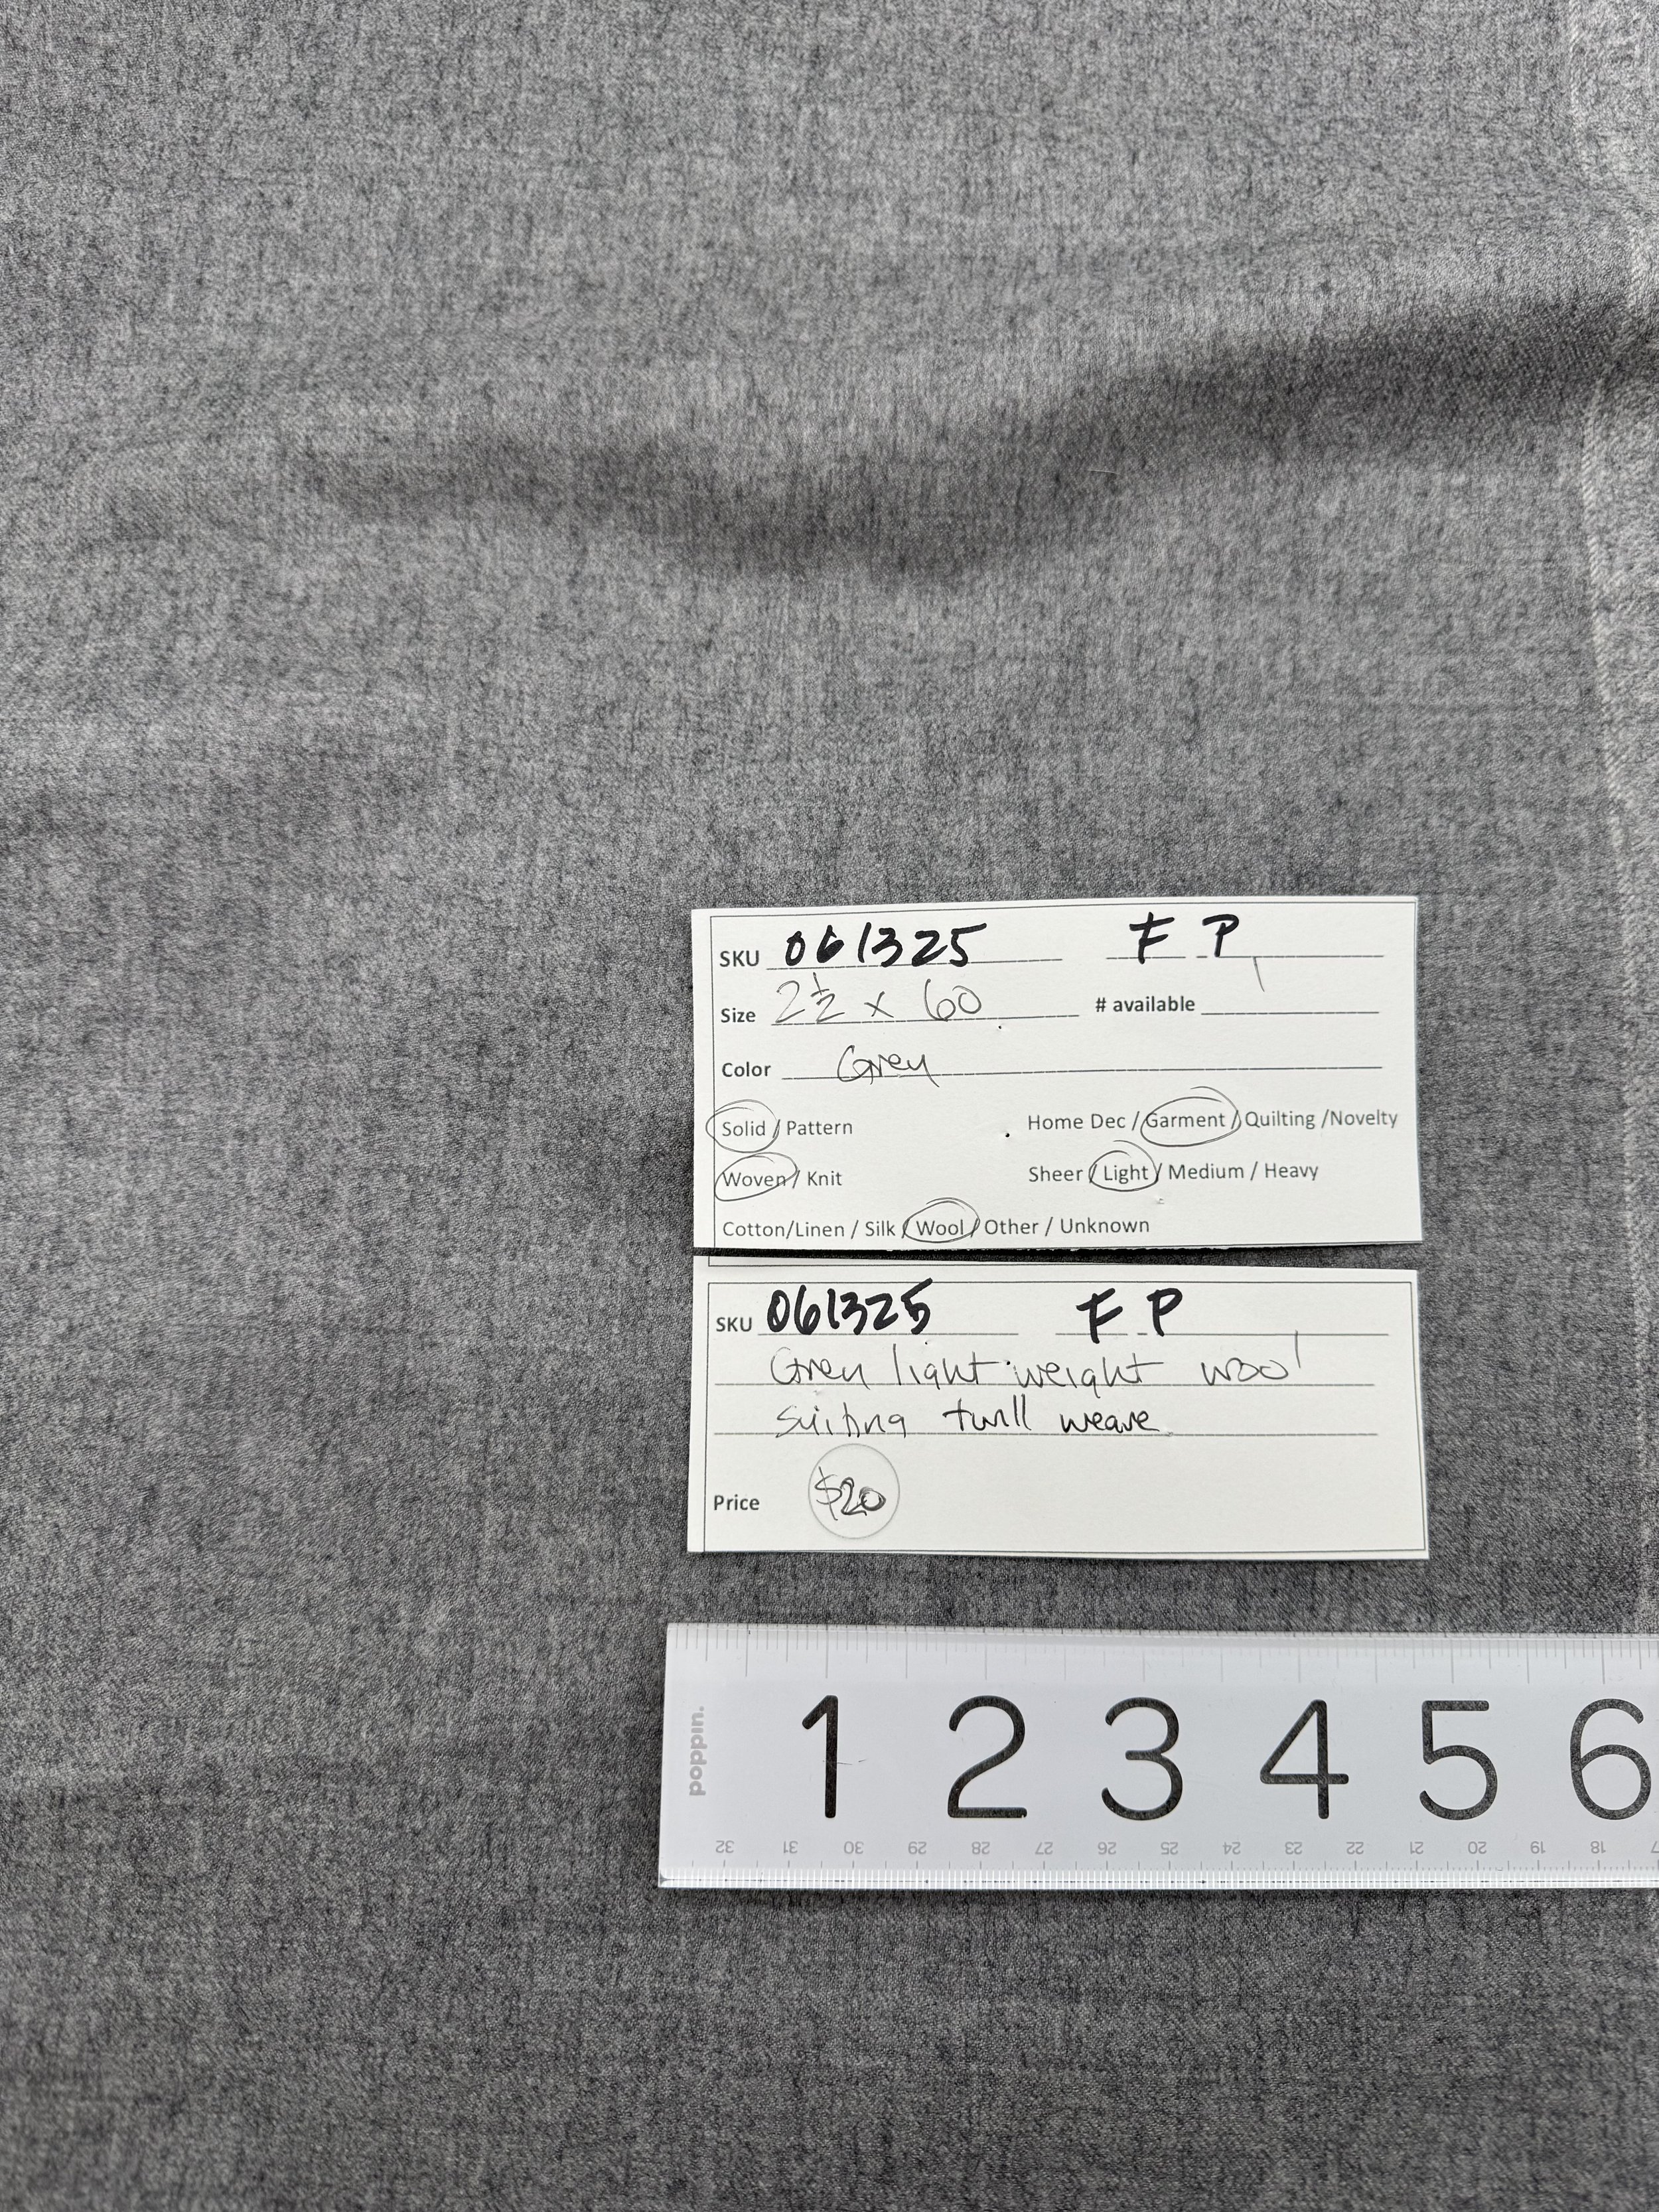 SKU 061325 F P
Size 2 1/2 x 60 # available
Color Grey
Solid / Pattern Home Dec / Garment / Quilting /Novelty
Woven / Knit Sheer / Light / Medium / Heavy
Cotton/Linen / Silk / Wool / Other / Unknown
SKU 061325 F P
Grey light weight wool
suiting twill weave
Price $20
poppin.
1 2 3 4 5 6
32 31 30 29 28 27 26 25 24 23 22 21 20 19 18 17